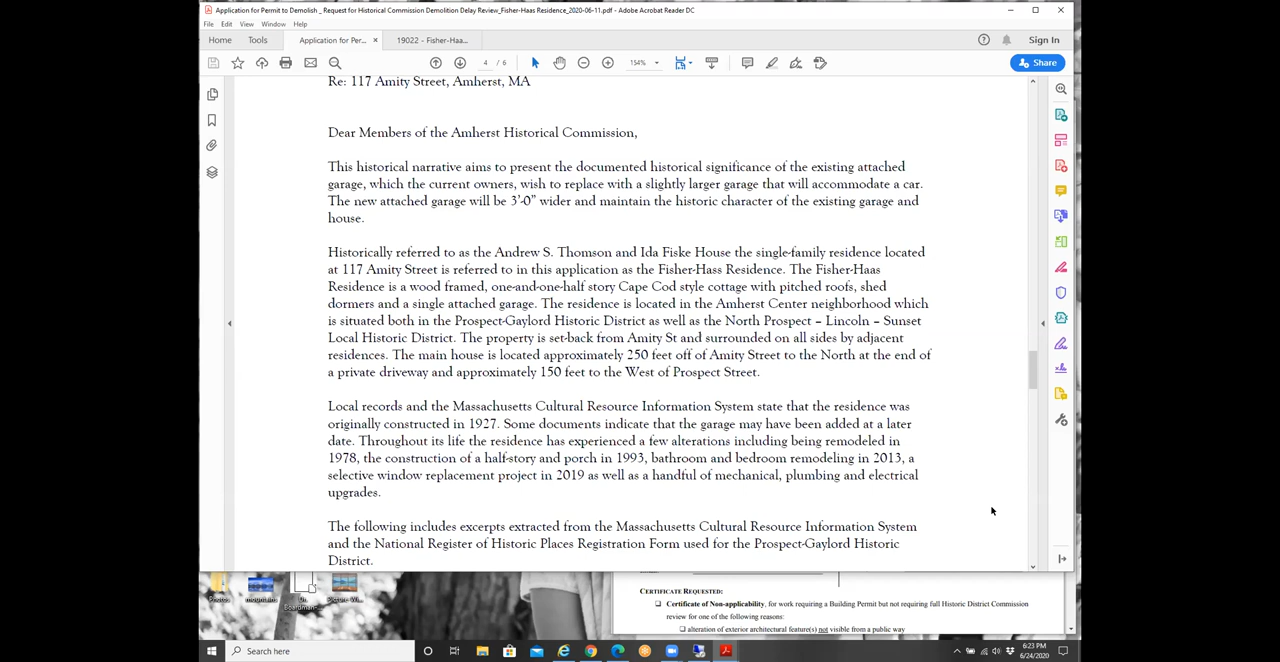 Application for Permit to Demolish _ Request for Historical Commission Demolition Delay Review_Fisher-Haas Residence_2020-06-11.pdf - Adobe Acrobat Reader DC
File Edit View Window Help
Home Tools Application for Per... × 19022 - Fisher-Haa... Sign In
4 / 6 154% Share
Re: 117 Amity Street, Amherst, MA
Dear Members of the Amherst Historical Commission,
This historical narrative aims to present the documented historical significance of the existing attached
garage, which the current owners, wish to replace with a slightly larger garage that will accommodate a car.
The new attached garage will be 3'-0" wider and maintain the historic character of the existing garage and
house.
Historically referred to as the Andrew S. Thomson and Ida Fiske House the single-family residence located
at 117 Amity Street is referred to in this application as the Fisher-Hass Residence. The Fisher-Haas
Residence is a wood framed, one-and-one-half story Cape Cod style cottage with pitched roofs, shed
dormers and a single attached garage. The residence is located in the Amherst Center neighborhood which
is situated both in the Prospect-Gaylord Historic District as well as the North Prospect – Lincoln – Sunset
Local Historic District. The property is set-back from Amity St and surrounded on all sides by adjacent
residences. The main house is located approximately 250 feet off of Amity Street to the North at the end of
a private driveway and approximately 150 feet to the West of Prospect Street.
Local records and the Massachusetts Cultural Resource Information System state that the residence was
originally constructed in 1927. Some documents indicate that the garage may have been added at a later
date. Throughout its life the residence has experienced a few alterations including being remodeled in
1978, the construction of a half-story and porch in 1993, bathroom and bedroom remodeling in 2013, a
selective window replacement project in 2019 as well as a handful of mechanical, plumbing and electrical
upgrades.
The following includes excerpts extracted from the Massachusetts Cultural Resource Information System
and the National Register of Historic Places Registration Form used for the Prospect-Gaylord Historic
District.
Photos mountains Dr. Boardman-...
CERTIFICATE REQUESTED:
Certificate of Non-applicability, for work requiring a Building Permit but not requiring full Historic District Commission
review for one of the following reasons:
alteration of exterior architectural feature(s) not visible from a public way
Search here
6:23 PM
6/24/2020